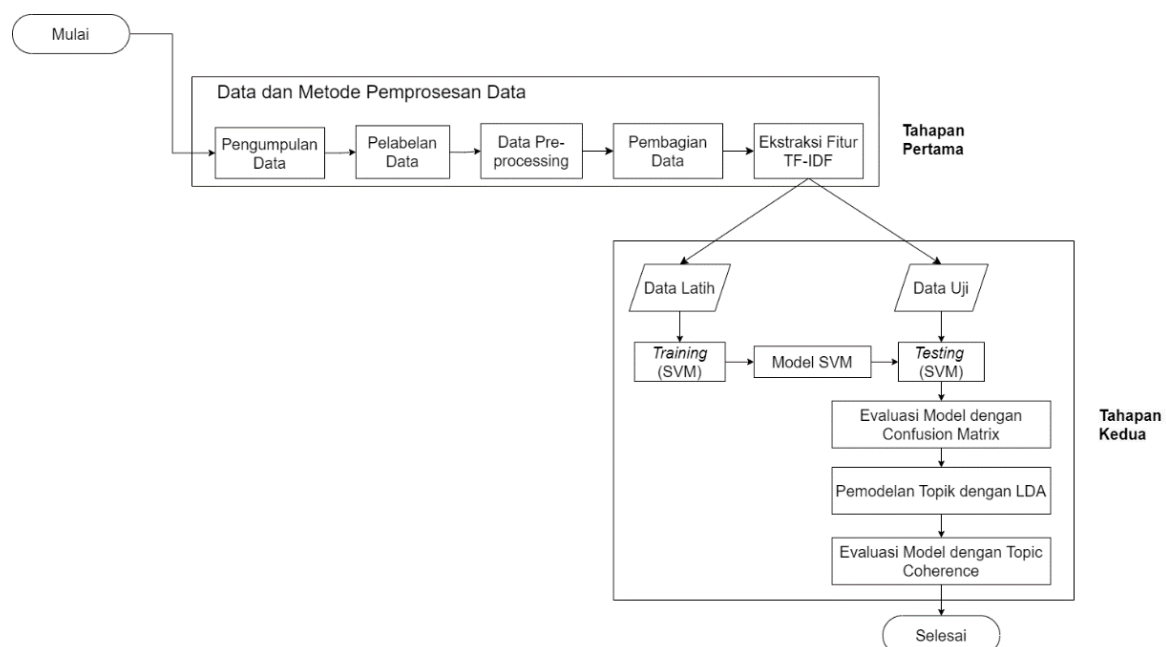 Mulai
Data dan Metode Pemprosesan Data
Pengumpulan
Data
Pelabelan
Data
Data Pre-
processing
Pembagian
Data
Ekstraksi Fitur
TF-IDF
Tahapan
Pertama
Data Latih
Data Uji
Training
(SVM)
Model SVM
Testing
(SVM)
Evaluasi Model dengan
Confusion Matrix
Tahapan
Kedua
Pemodelan Topik dengan LDA
Evaluasi Model dengan Topic
Coherence
Selesai